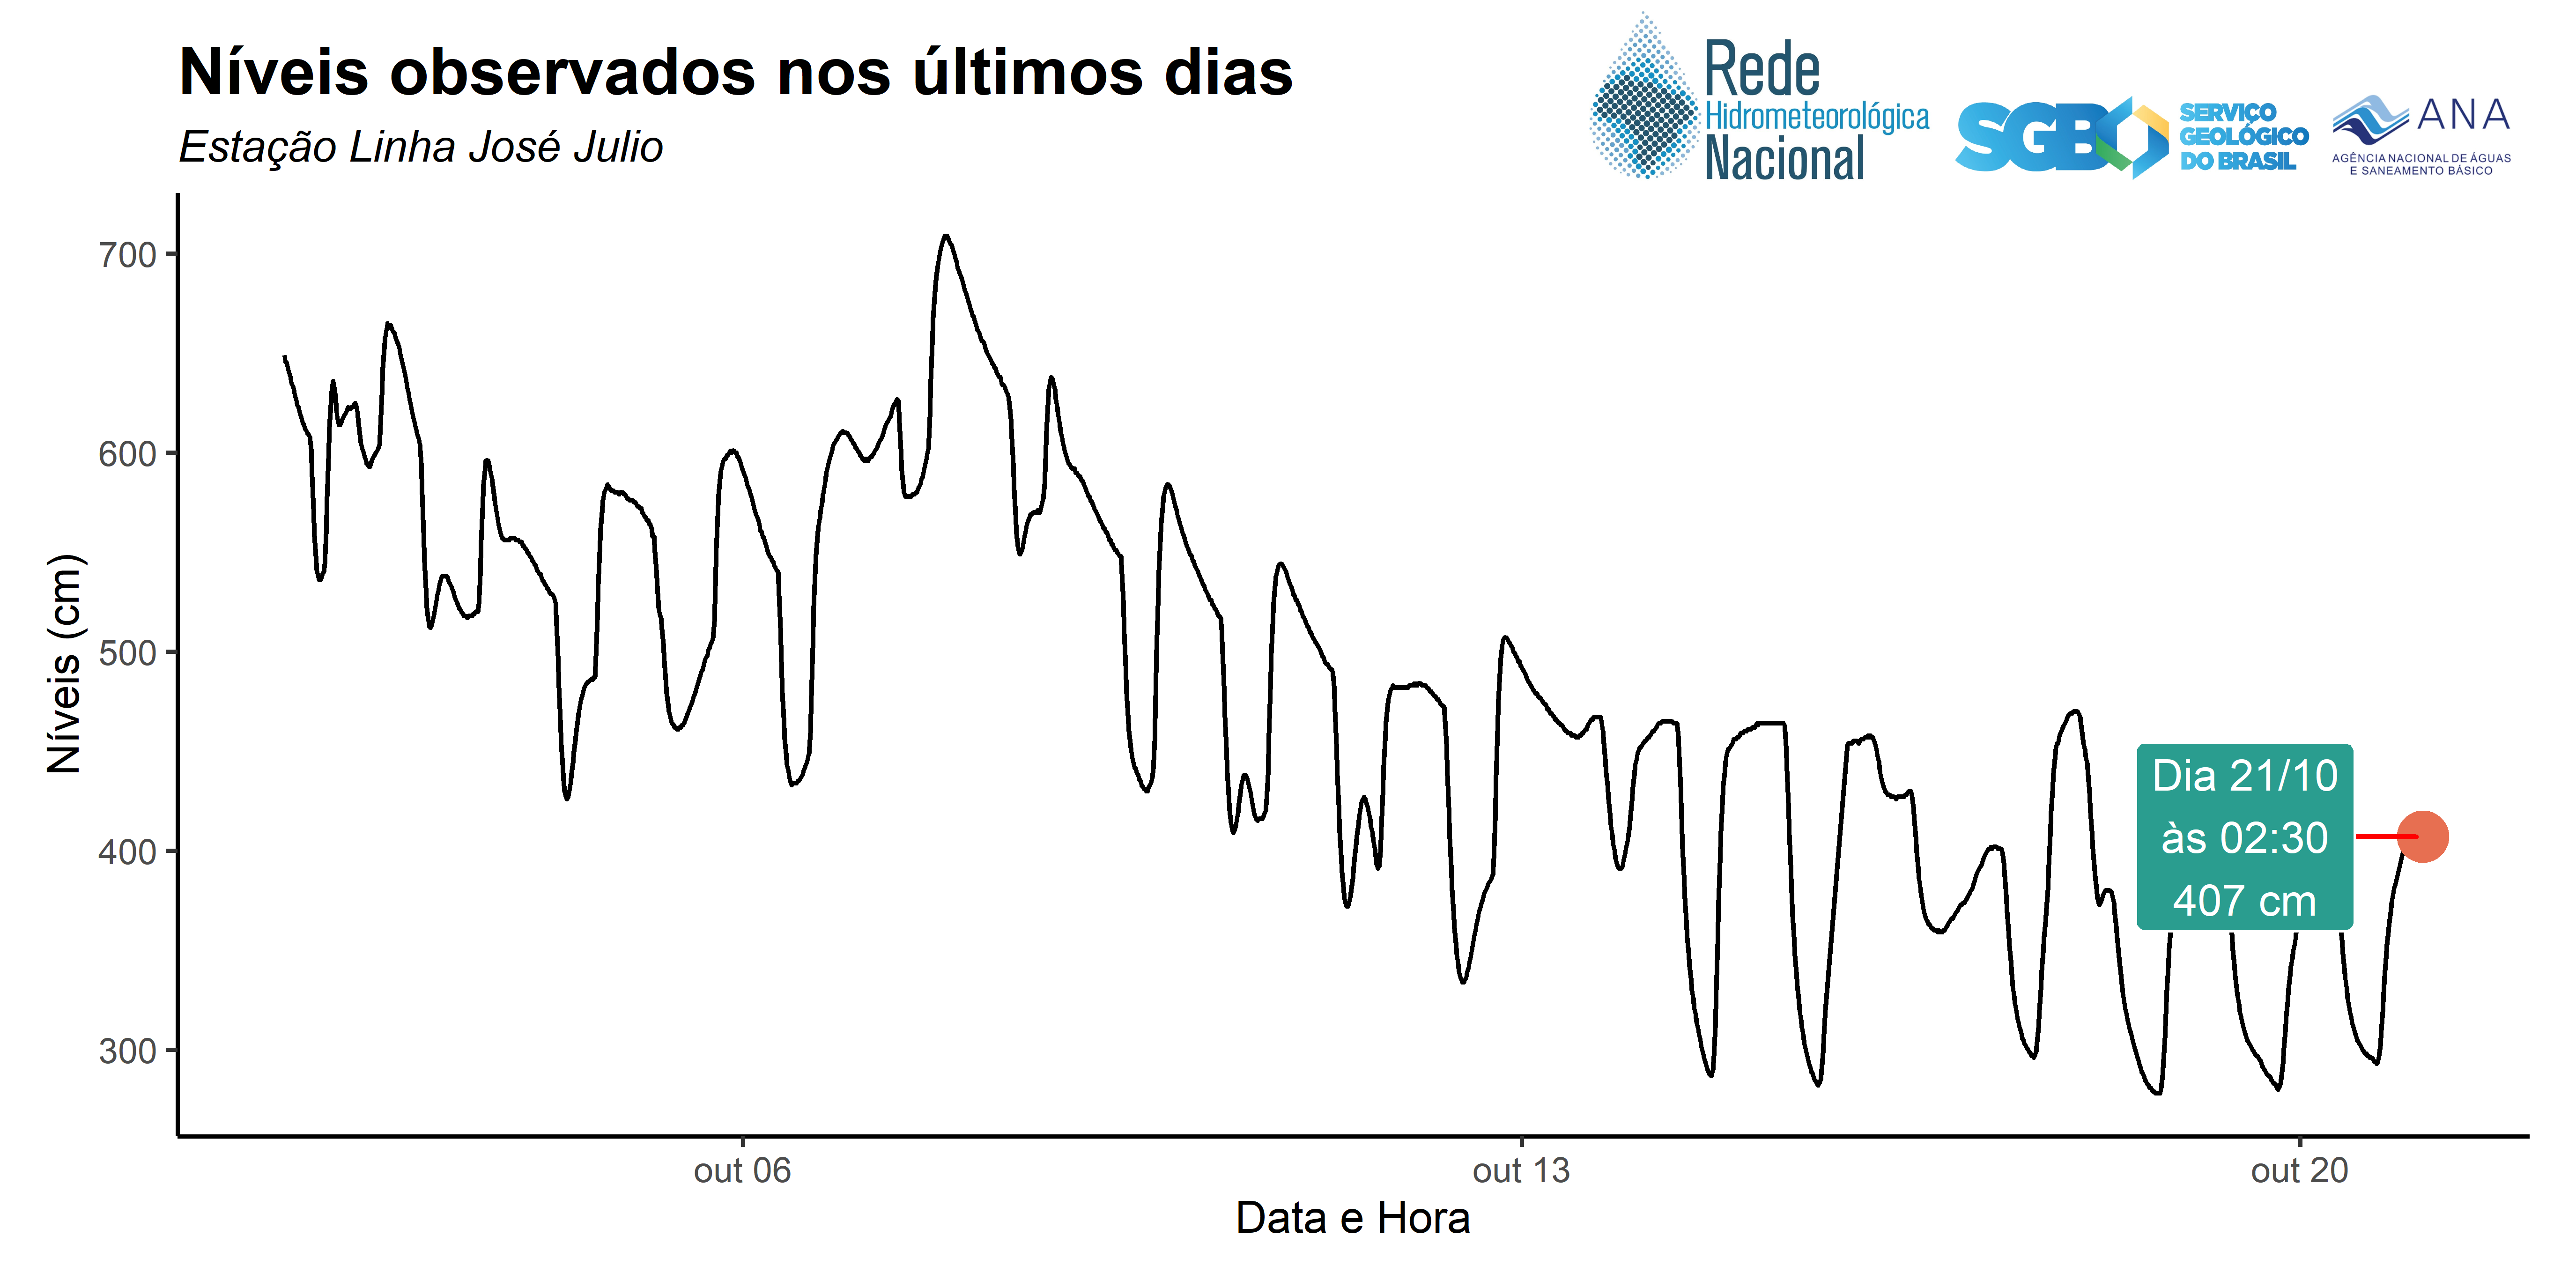 Níveis observados nos últimos dias
Estação Linha José Julio
Rede
Hidrometeorológica
Nacional
SGB
SERVIÇO
GEOLÓGICO
DO BRASIL
ANA
AGÊNCIA NACIONAL DE ÁGUAS
E SANEAMENTO BÁSICO
Níveis (cm)
700
600
500
400
300
Dia 21/10
às 02:30
407 cm
out 06
out 13
out 20
Data e Hora